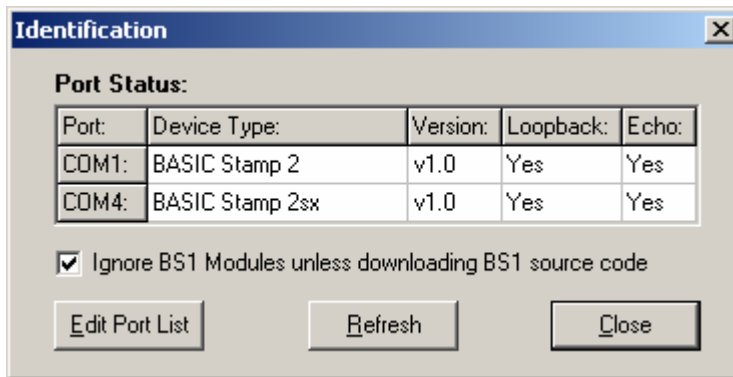 Identification
Port Status:
Port: Device Type: Version: Loopback: Echo:
COM1: BASIC Stamp 2 v1.0 Yes Yes
COM4: BASIC Stamp 2sx v1.0 Yes Yes
Ignore BS1 Modules unless downloading BS1 source code
Edit Port List Refresh Close